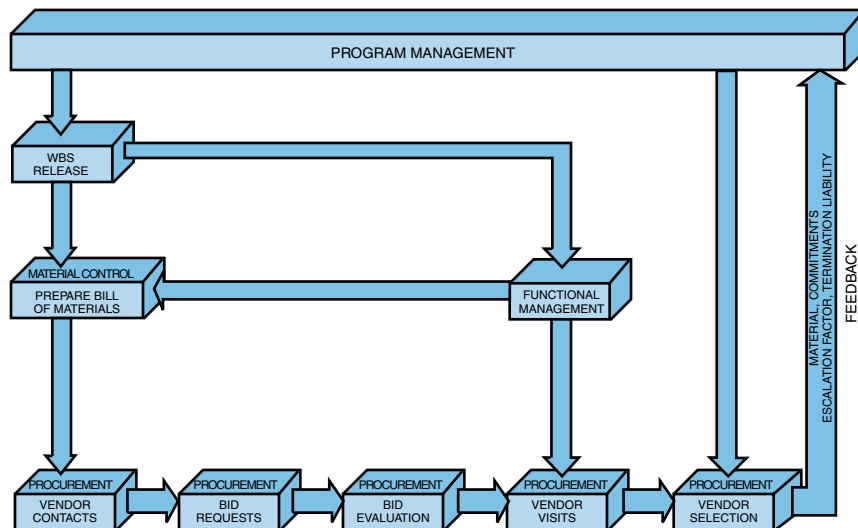 PROGRAM MANAGEMENT
WBS
RELEASE
MATERIAL CONTROL
PREPARE BILL
OF MATERIALS
FUNCTIONAL
MANAGEMENT
MATERIAL, COMMITMENTS
ESCALATION FACTOR, TERMINATION LIABILITY
FEEDBACK
PROCUREMENT
VENDOR
CONTACTS
PROCUREMENT
BID
REQUESTS
PROCUREMENT
BID
EVALUATION
PROCUREMENT
VENDOR
VISITS
PROCUREMENT
VENDOR
SELECTION